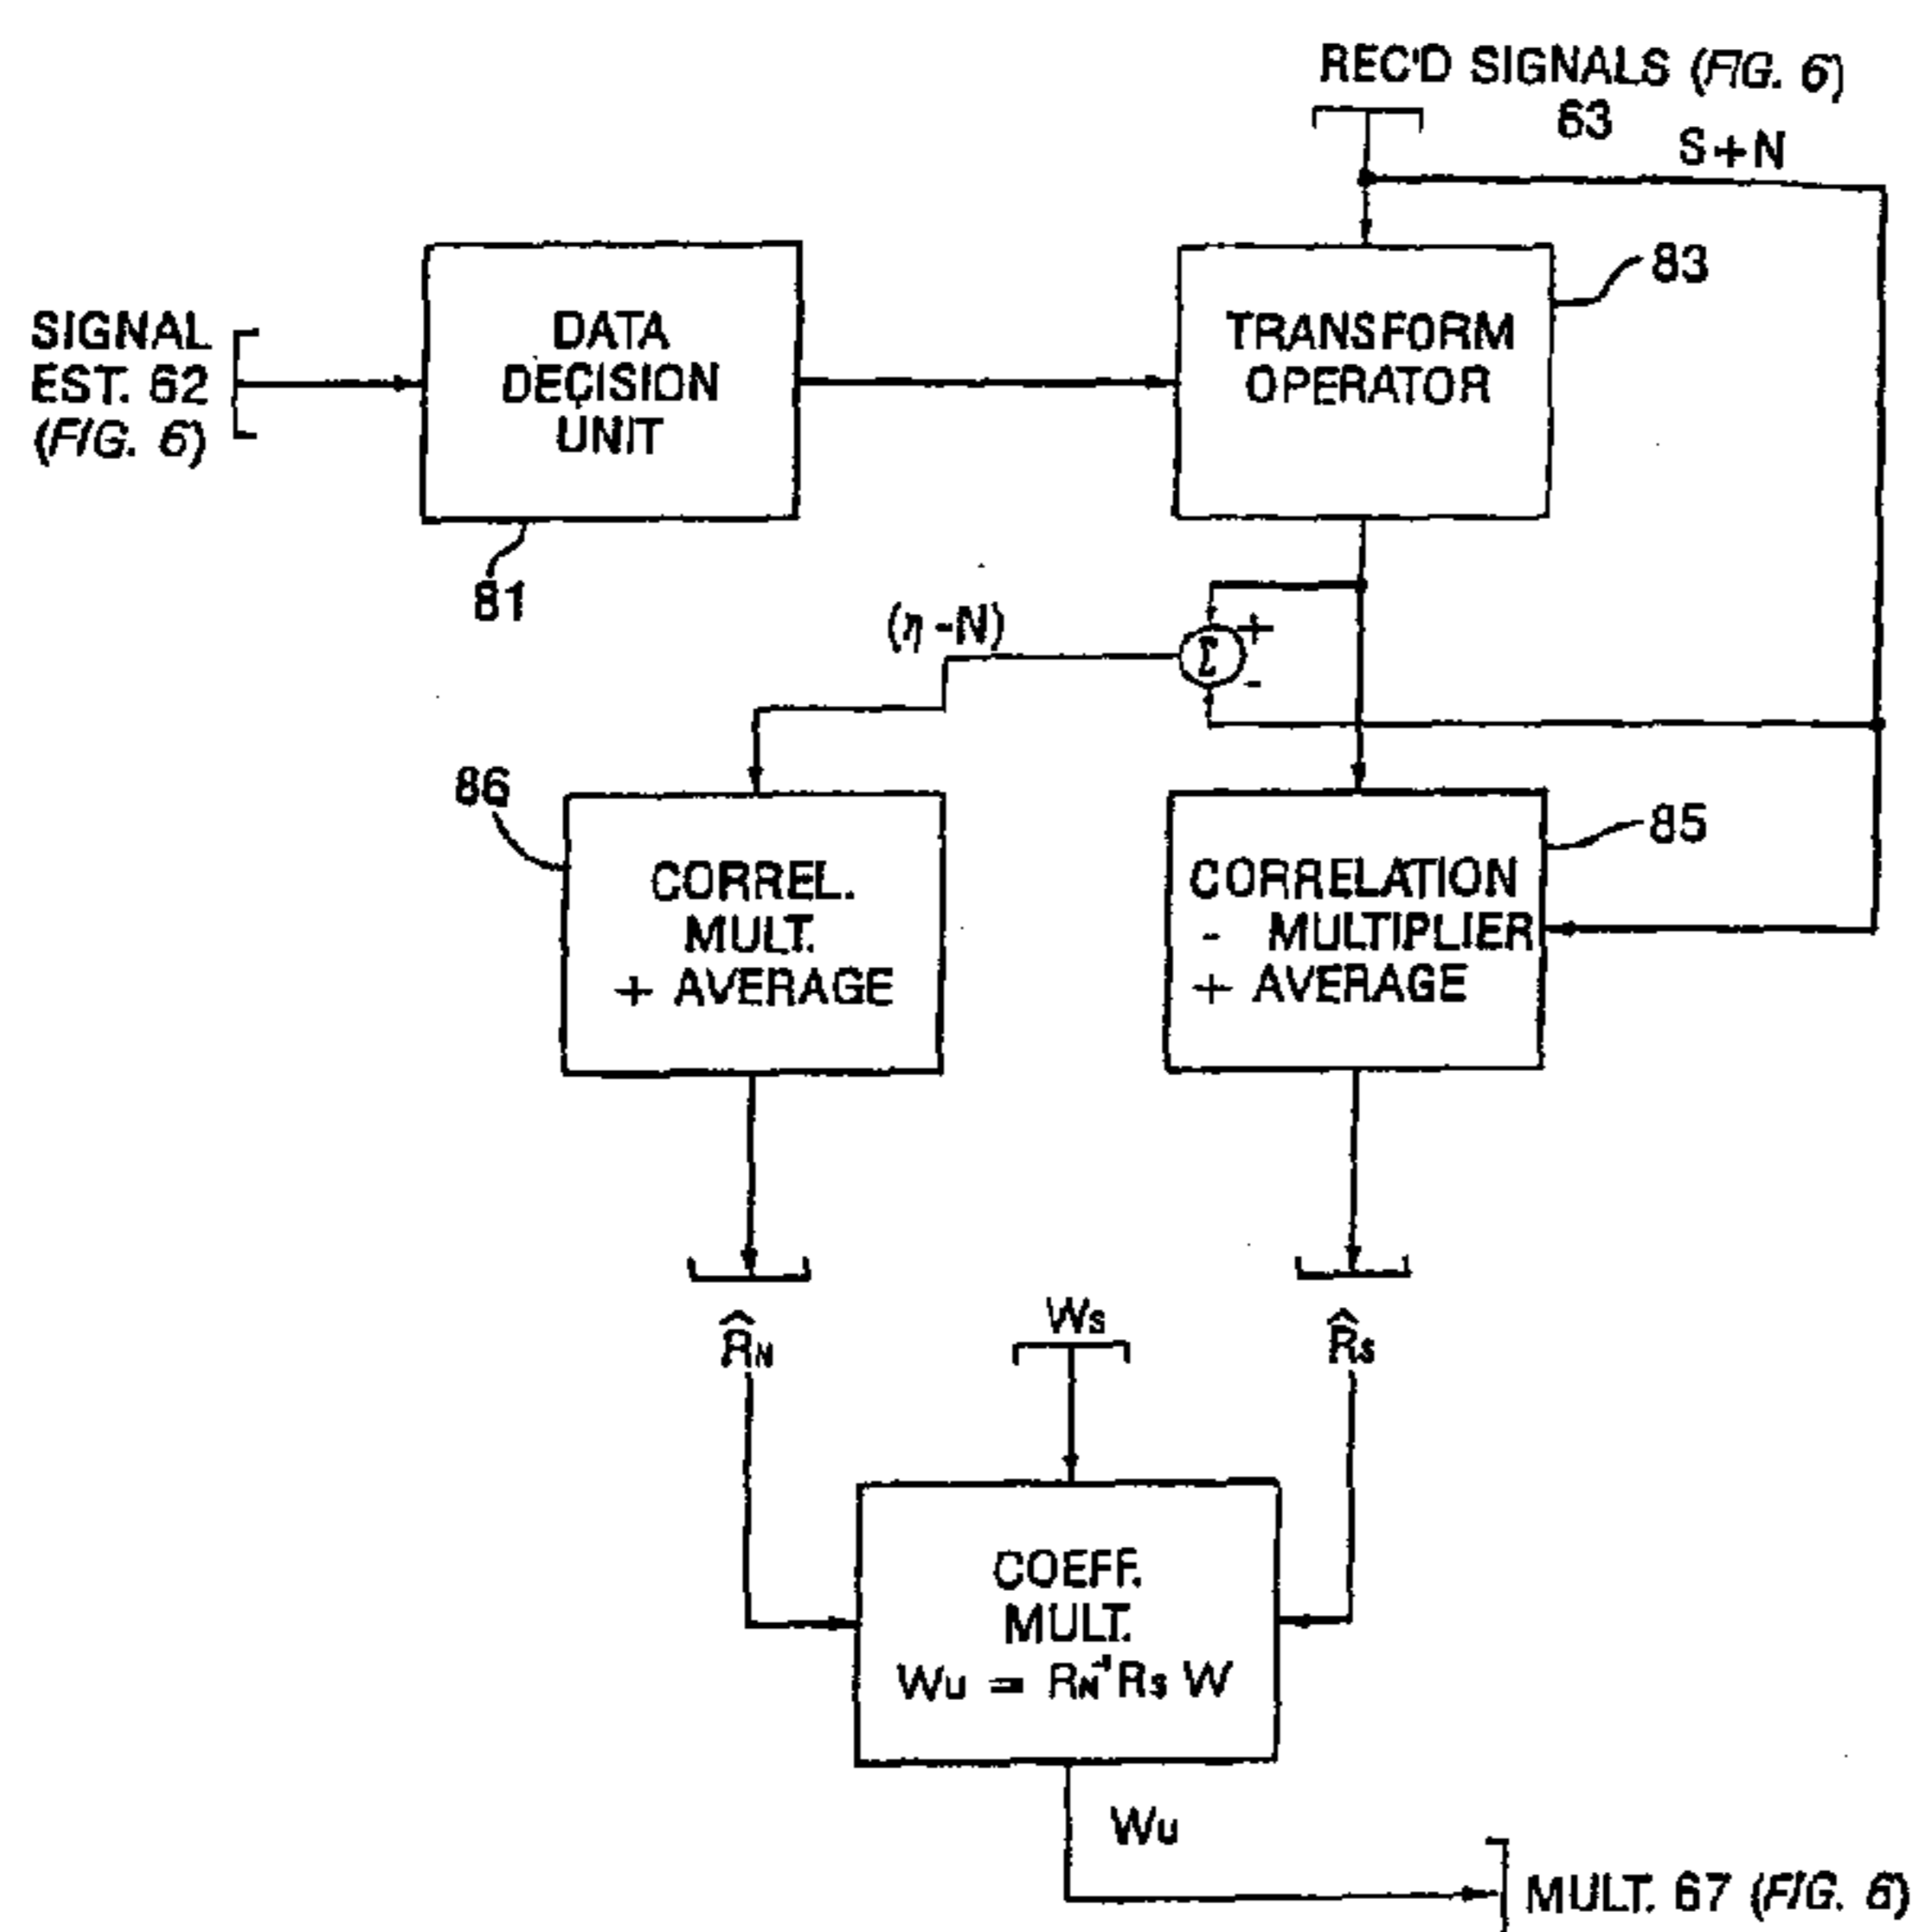 REC'D SIGNALS (FIG. 6)
63
S+N
83
SIGNAL
EST. 62
(FIG. 6)
DATA
DECISION
UNIT
TRANSFORM
OPERATOR
81
(η-N)
Σ
+
-
86
85
CORREL.
MULT.
+ AVERAGE
CORRELATION
- MULTIPLIER
+ AVERAGE
R̂N
Ws
R̂s
COEFF.
MULT.
Wu = RN⁻¹Rs W
Wu
MULT. 67 (FIG. 6)